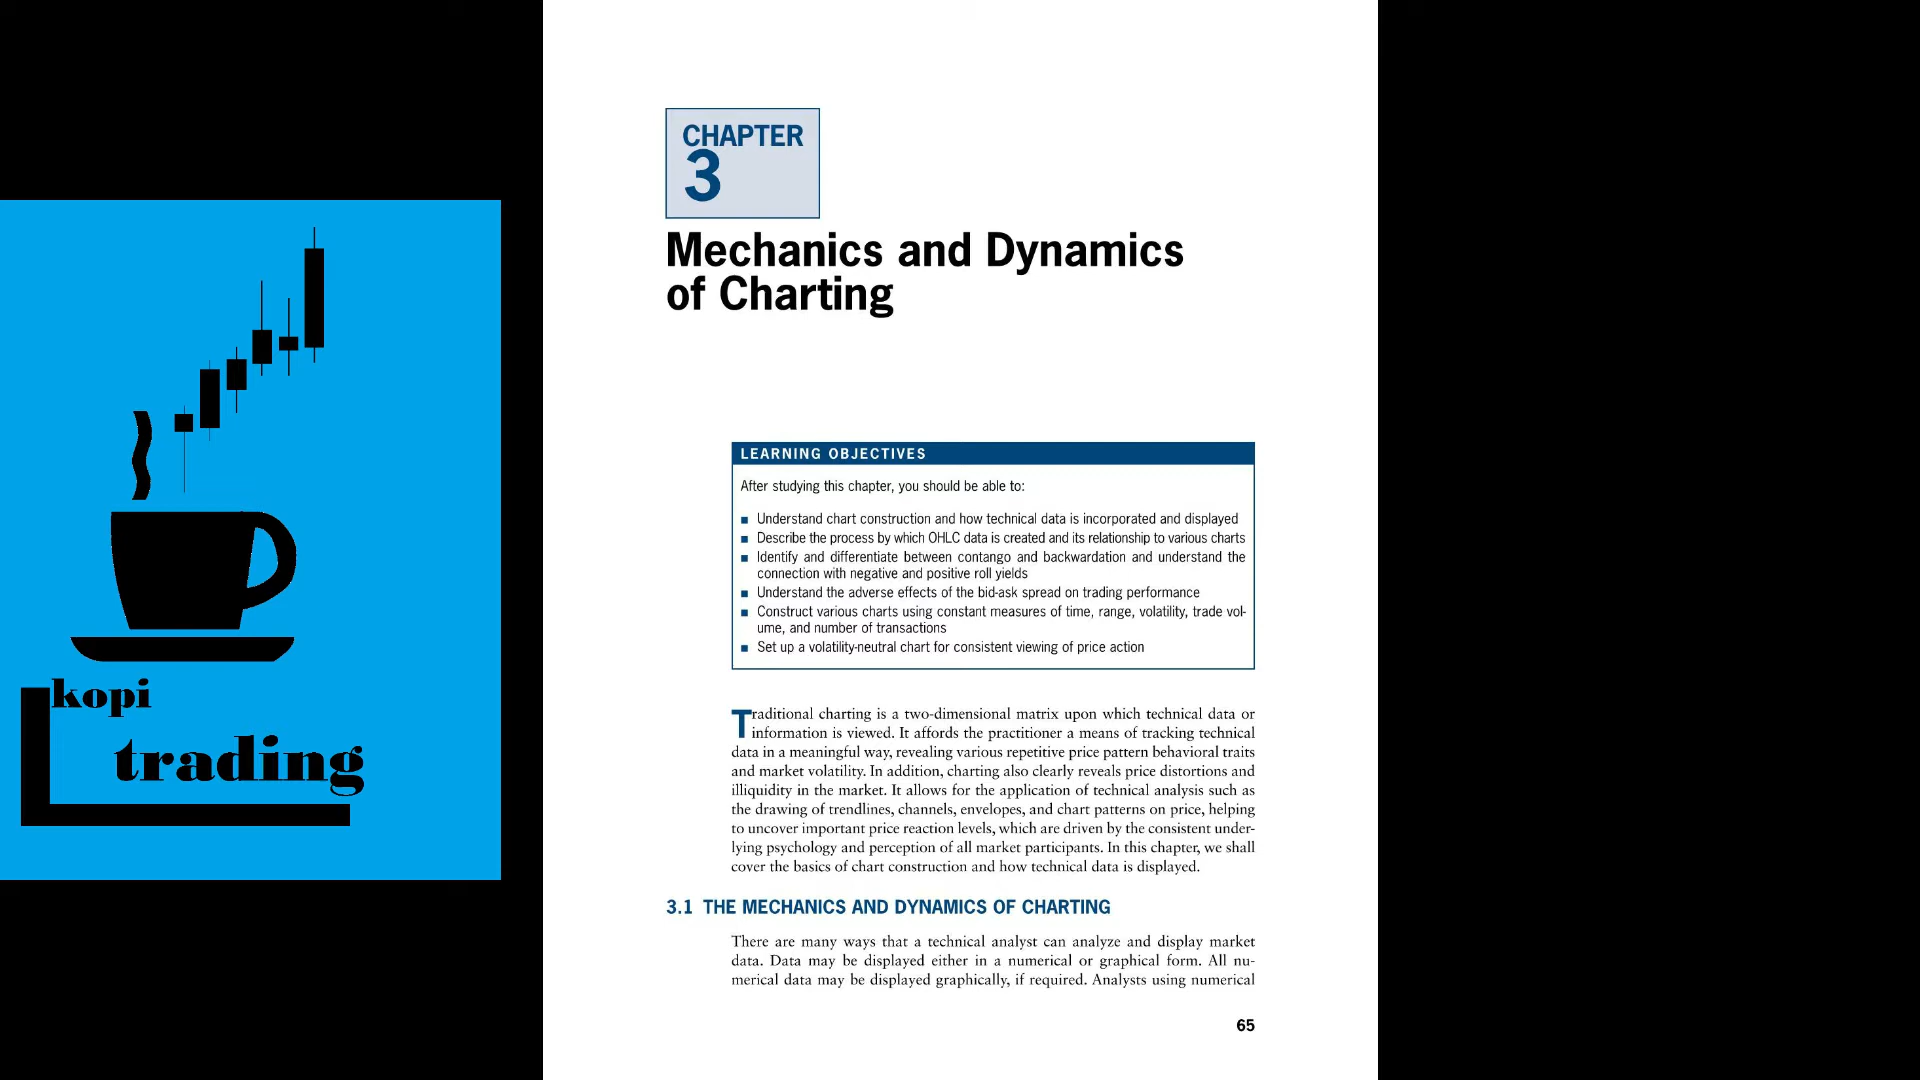 kopi
trading
CHAPTER
3
Mechanics and Dynamics
of Charting
LEARNING OBJECTIVES
After studying this chapter, you should be able to:
■ Understand chart construction and how technical data is incorporated and displayed
■ Describe the process by which OHLC data is created and its relationship to various charts
■ Identify and differentiate between contango and backwardation and understand the
connection with negative and positive roll yields
■ Understand the adverse effects of the bid-ask spread on trading performance
■ Construct various charts using constant measures of time, range, volatility, trade vol-
ume, and number of transactions
■ Set up a volatility-neutral chart for consistent viewing of price action
Traditional charting is a two-dimensional matrix upon which technical data or
information is viewed. It affords the practitioner a means of tracking technical
data in a meaningful way, revealing various repetitive price pattern behavioral traits
and market volatility. In addition, charting also clearly reveals price distortions and
illiquidity in the market. It allows for the application of technical analysis such as
the drawing of trendlines, channels, envelopes, and chart patterns on price, helping
to uncover important price reaction levels, which are driven by the consistent under-
lying psychology and perception of all market participants. In this chapter, we shall
cover the basics of chart construction and how technical data is displayed.
3.1 THE MECHANICS AND DYNAMICS OF CHARTING
There are many ways that a technical analyst can analyze and display market
data. Data may be displayed either in a numerical or graphical form. All nu-
merical data may be displayed graphically, if required. Analysts using numerical
65